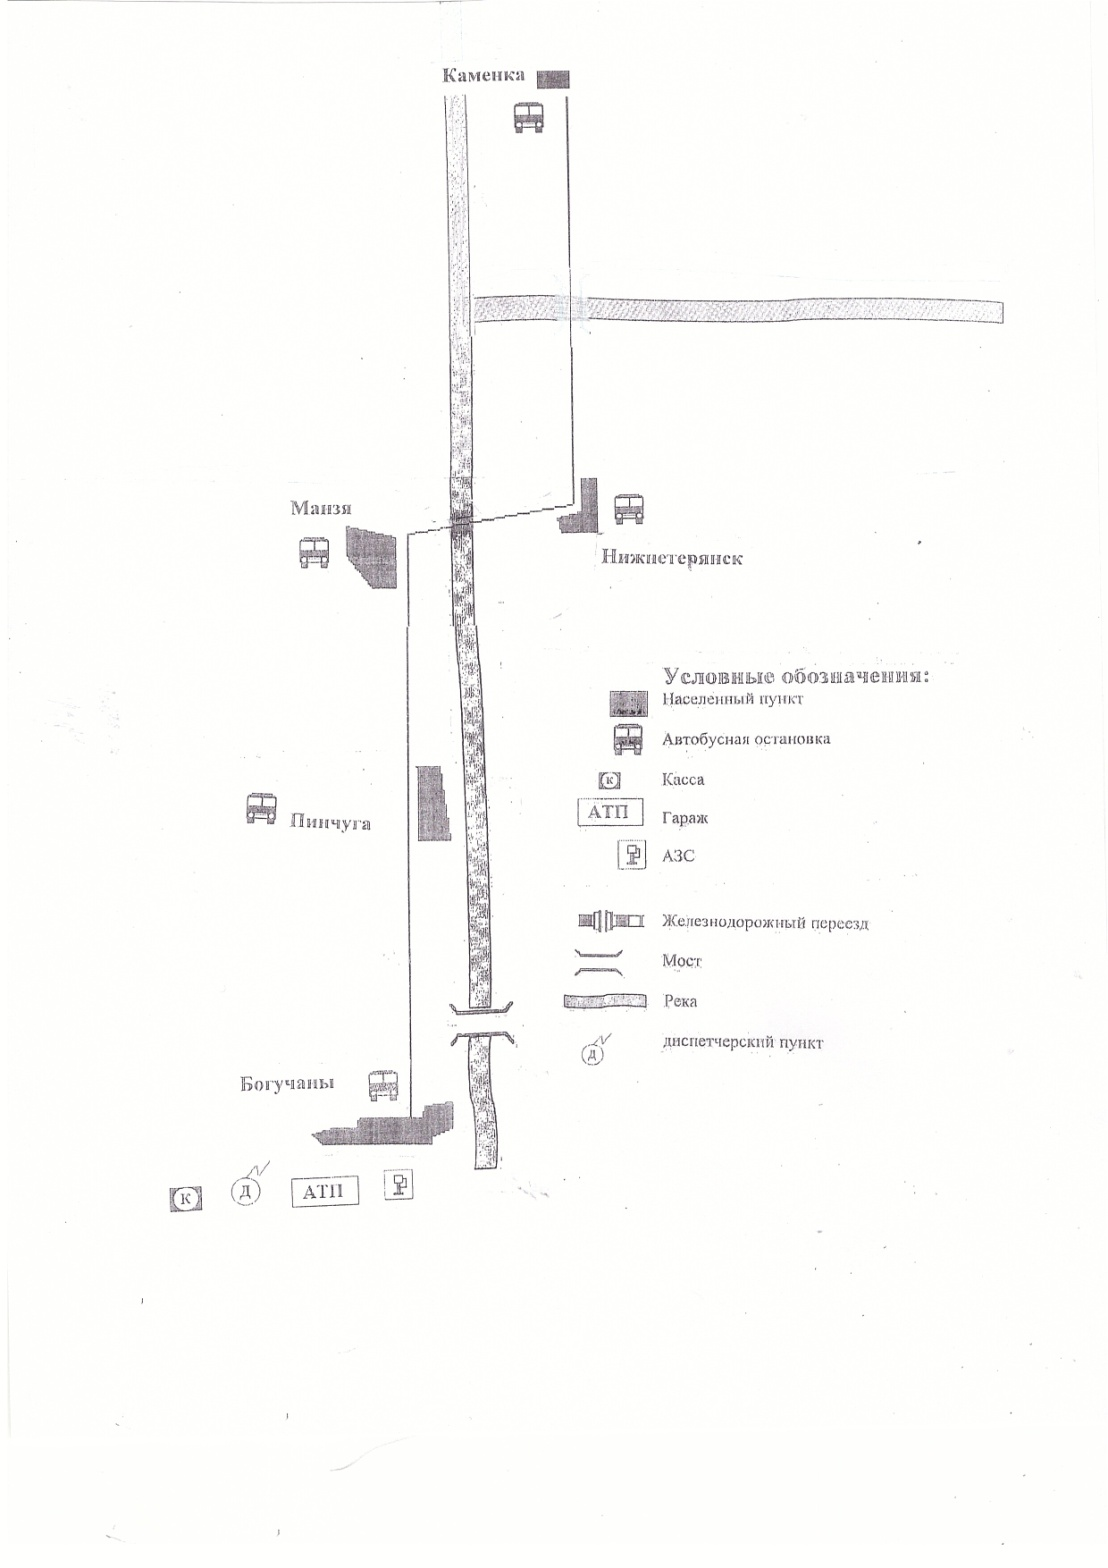 Каменка
Манзя
Нижнетерянск
Условные обозначения:
Населенный пункт
Автобусная остановка
К
Касса
АТП
Гараж
АЗС
Пинчуга
Железнодорожный переезд
Мост
Река
Д
диспетчерский пункт
Богучаны
К
Д
АТП